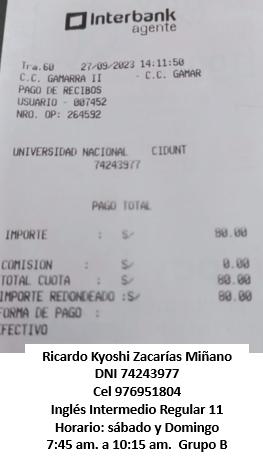 Interbank
agente
Tra.60 27/09/2023 14:11:50
C.C. GAMARRA II - C.C. GAMAR
PAGO DE RECIBOS
USUARIO - 007452
NRO. OP: 264592
UNIVERSIDAD NACIONAL CIDUNT
74243977
PAGO TOTAL
IMPORTE : S/ 80.00
COMISION : S/ 0.00
TOTAL CUOTA : S/ 80.00
IMPORTE REDONDEADO :S/ 80.00
FORMA DE PAGO :
EFECTIVO
Ricardo Kyoshi Zacarías Miñano
DNI 74243977
Cel 976951804
Inglés Intermedio Regular 11
Horario: sábado y Domingo
7:45 am. a 10:15 am. Grupo B